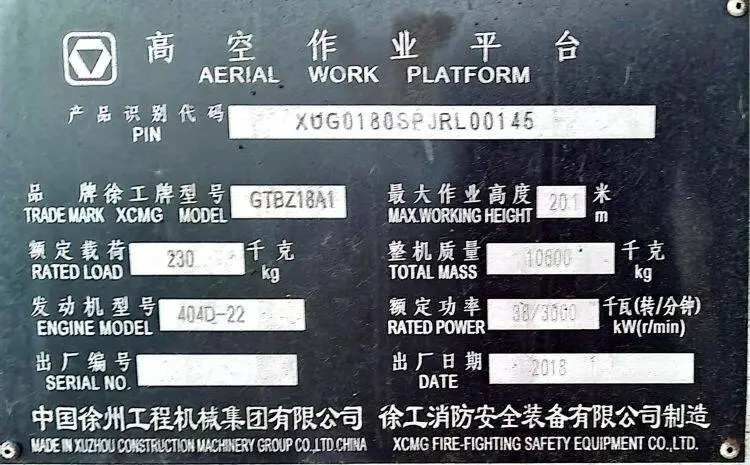 高空作业平台
AERIAL WORK PLATFORM
产品识别代码 XUG0180SPJRL00145
PIN
品 牌 徐工牌 型号 GTBZ18A1 最大作业高度 20.1 米
TRADE MARK XCMG MODEL MAX.WORKING HEIGHT m
额定载荷 230 千克 整机质量 10600 千克
RATED LOAD kg TOTAL MASS kg
发动机型号 404D-22 额定功率 38/3000 千瓦(转/分钟)
ENGINE MODEL RATED POWER kW(r/min)
出厂编号 出厂日期 2018
SERIAL NO. DATE
中国徐州工程机械集团有限公司 徐工消防安全装备有限公司制造
MADE IN XUZHOU CONSTRUCTION MACHINERY GROUP CO.,LTD.CHINA XCMG FIRE-FIGHTING SAFETY EQUIPMENT CO.,LTD.